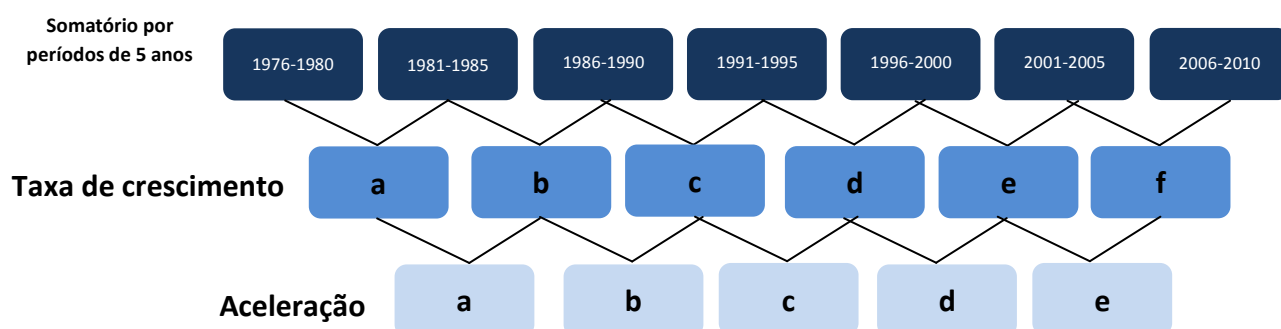 Somatório por
períodos de 5 anos
1976-1980
1981-1985
1986-1990
1991-1995
1996-2000
2001-2005
2006-2010
Taxa de crescimento
a
b
c
d
e
f
Aceleração
a
b
c
d
e